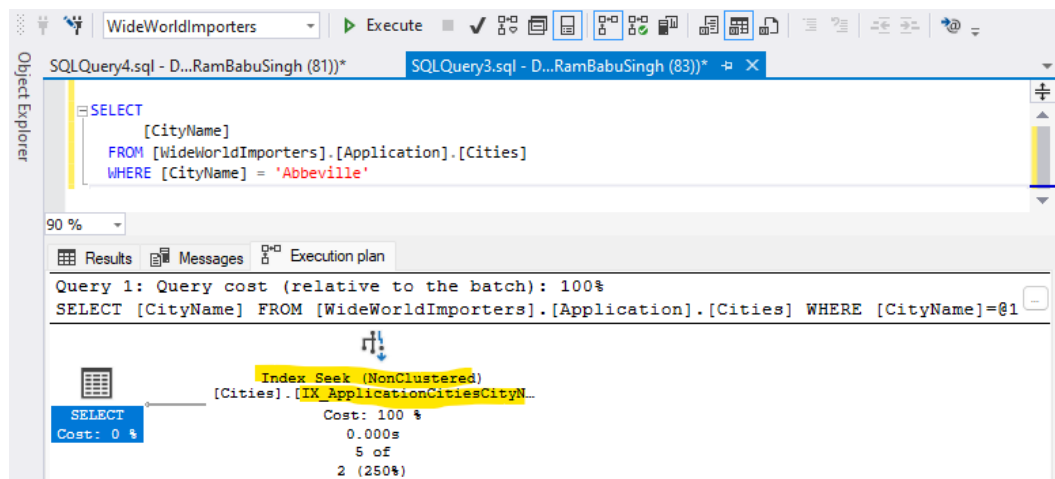 WideWorldImporters Execute
Object Explorer
SQLQuery4.sql - D...RamBabuSingh (81))* SQLQuery3.sql - D...RamBabuSingh (83))*
SELECT
[CityName]
FROM [WideWorldImporters].[Application].[Cities]
WHERE [CityName] = 'Abbeville'
90 %
Results Messages Execution plan
Query 1: Query cost (relative to the batch): 100%
SELECT [CityName] FROM [WideWorldImporters].[Application].[Cities] WHERE [CityName]=@1
...
Index Seek (NonClustered)
[Cities].[IX_ApplicationCitiesCityN...
SELECT
Cost: 0 %
Cost: 100 %
0.000s
5 of
2 (250%)